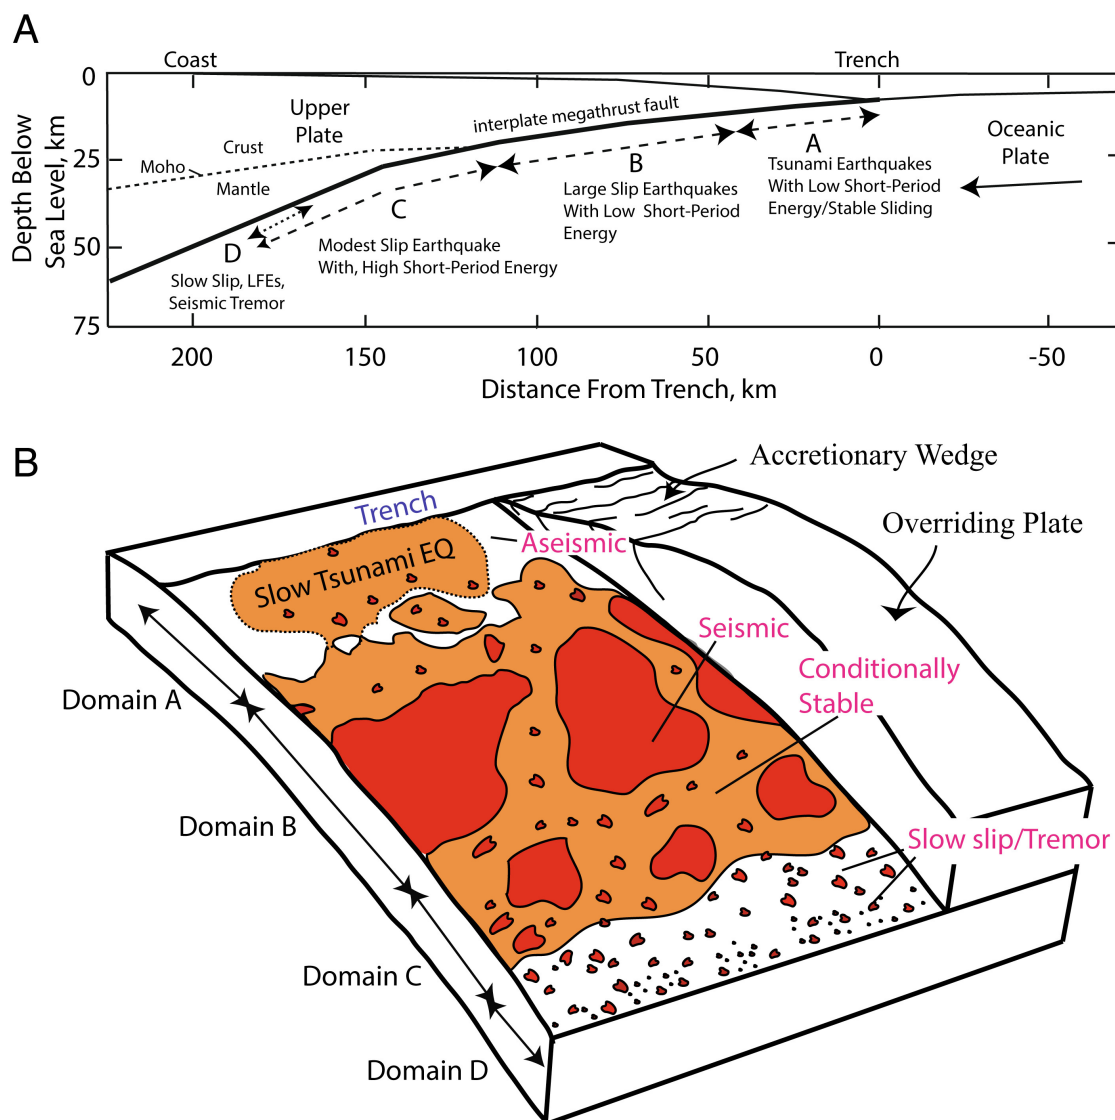 A
Coast
Trench
0
25
50
75
Depth Below
Sea Level, km
Upper
Plate
interplate megathrust fault
Crust
Moho
Mantle
A
Tsunami Earthquakes
With Low Short-Period
Energy/Stable Sliding
Oceanic
Plate
B
Large Slip Earthquakes
With Low Short-Period
Energy
C
Modest Slip Earthquake
With, High Short-Period Energy
D
Slow Slip, LFEs,
Seismic Tremor
200
150
100
50
0
-50
Distance From Trench, km
B
Accretionary Wedge
Trench
Overriding Plate
Aseismic
Slow Tsunami EQ
Seismic
Conditionally
Stable
Domain A
Domain B
Slow slip/Tremor
Domain C
Domain D